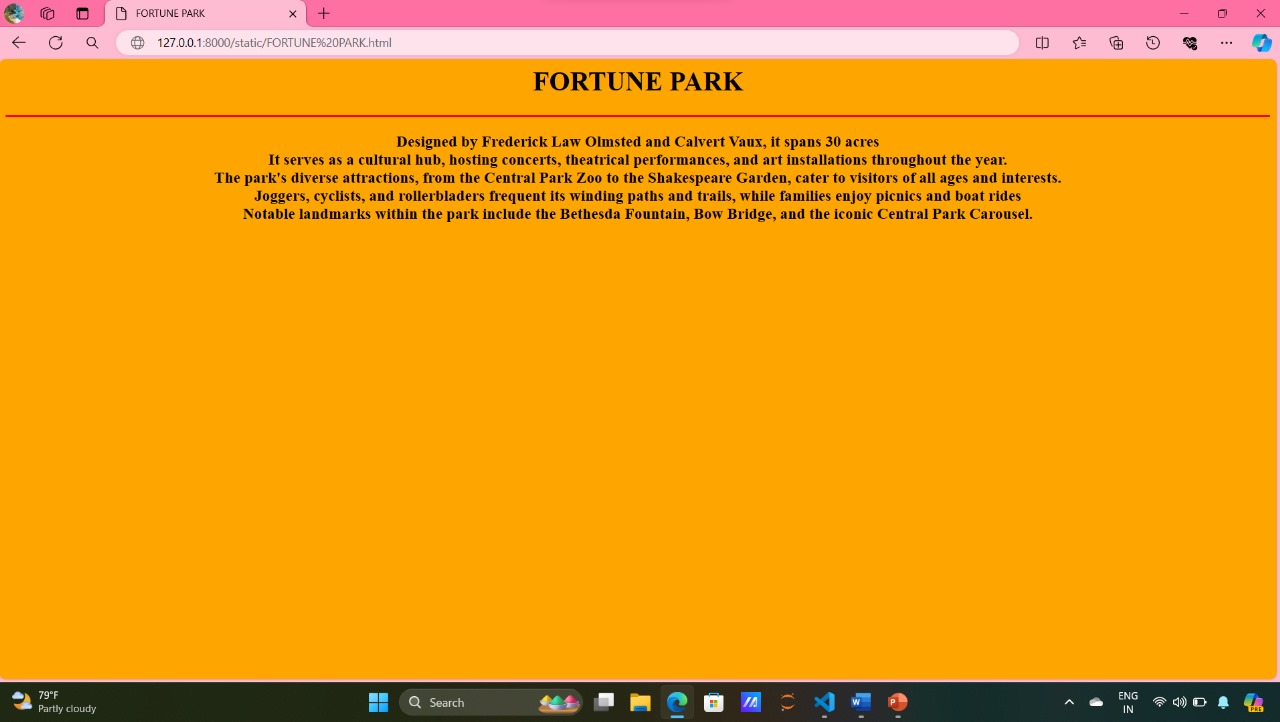 FORTUNE PARK
127.0.0.1:8000/static/FORTUNE%20PARK.html
FORTUNE PARK
Designed by Frederick Law Olmsted and Calvert Vaux, it spans 30 acres
It serves as a cultural hub, hosting concerts, theatrical performances, and art installations throughout the year.
The park's diverse attractions, from the Central Park Zoo to the Shakespeare Garden, cater to visitors of all ages and interests.
Joggers, cyclists, and rollerbladers frequent its winding paths and trails, while families enjoy picnics and boat rides
Notable landmarks within the park include the Bethesda Fountain, Bow Bridge, and the iconic Central Park Carousel.
79°F
Partly cloudy
Search
W
P
ENG
IN
PRE